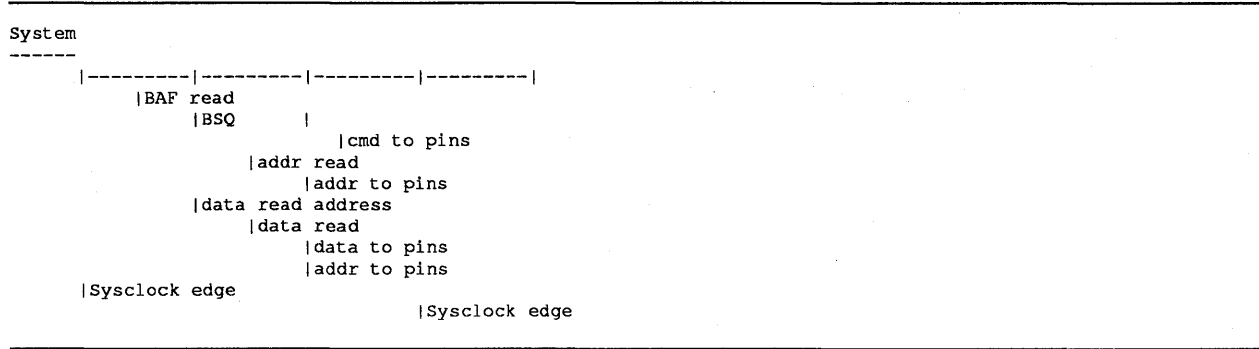 System
------
|---------|---------|---------|---------|
|BAF read
|BSQ |
|cmd to pins
|addr read
|addr to pins
|data read address
|data read
|data to pins
|addr to pins
|Sysclock edge
|Sysclock edge